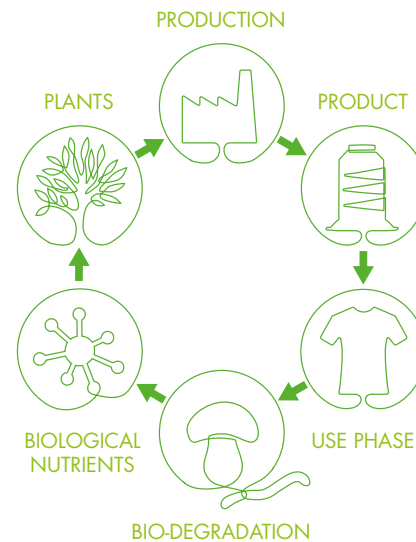 PRODUCTION
PLANTS
PRODUCT
BIOLOGICAL
NUTRIENTS
USE PHASE
BIO-DEGRADATION